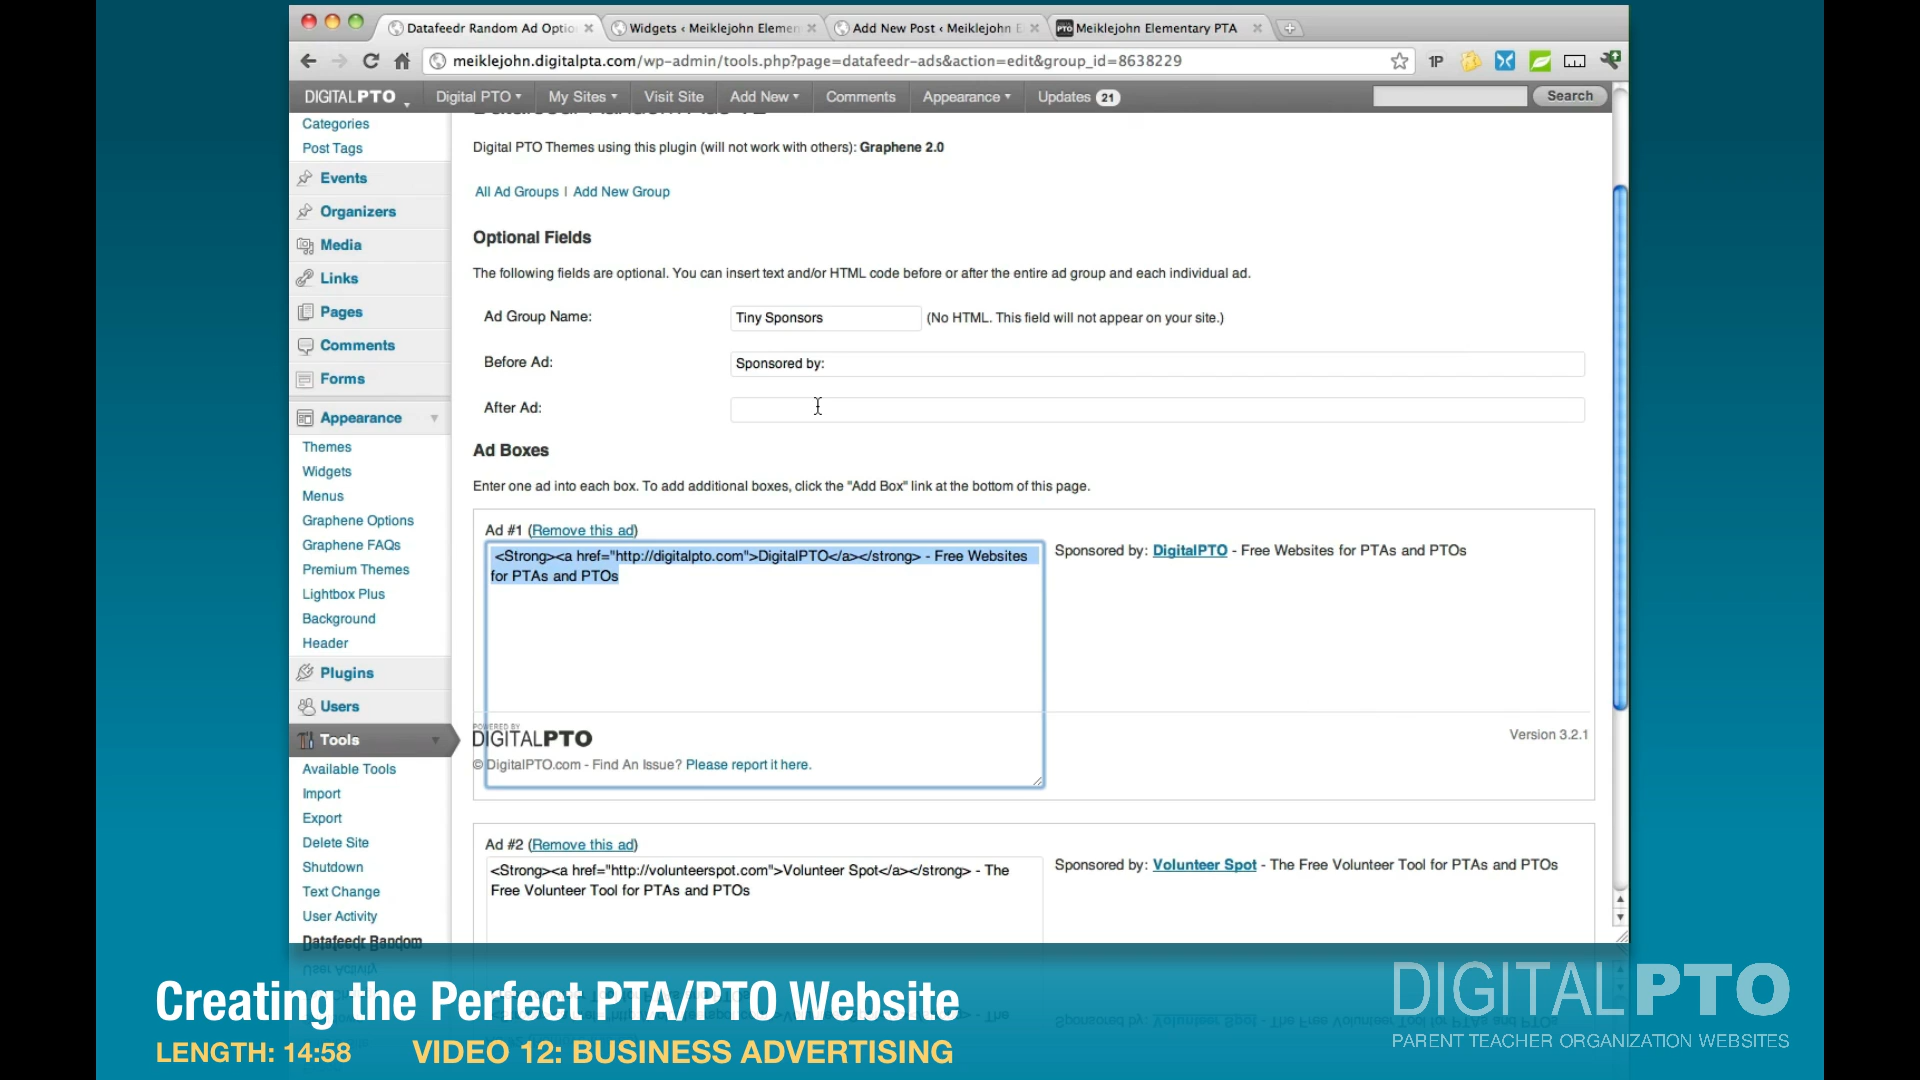 Datafeedr Random Ad Optio
Widgets ‹ Meiklejohn Elemen
Add New Post ‹ Meiklejohn E
Meiklejohn Elementary PTA
meiklejohn.digitalpta.com/wp-admin/tools.php?page=datafeedr-ads&action=edit&group_id=8638229
1P
DIGITALPTO
Digital PTO
My Sites
Visit Site
Add New
Comments
Appearance
Updates 21
Search
Categories
Post Tags
Events
Organizers
Media
Links
Pages
Comments
Forms
Appearance
Themes
Widgets
Menus
Graphene Options
Graphene FAQs
Premium Themes
Lightbox Plus
Background
Header
Plugins
Users
Tools
Available Tools
Import
Export
Delete Site
Shutdown
Text Change
User Activity
Datafeedr Random
Digital PTO Themes using this plugin (will not work with others): Graphene 2.0
All Ad Groups | Add New Group
Optional Fields
The following fields are optional. You can insert text and/or HTML code before or after the entire ad group and each individual ad.
Ad Group Name: Tiny Sponsors (No HTML. This field will not appear on your site.)
Before Ad: Sponsored by:
After Ad:
Ad Boxes
Enter one ad into each box. To add additional boxes, click the "Add Box" link at the bottom of this page.
Ad #1 (Remove this ad)
<Strong><a href="http://digitalpto.com">DigitalPTO</a></strong> - Free Websites
for PTAs and PTOs
Sponsored by: DigitalPTO - Free Websites for PTAs and PTOs
POWERED BY
DIGITALPTO
Version 3.2.1
© DigitalPTO.com - Find An Issue? Please report it here.
Ad #2 (Remove this ad)
<Strong><a href="http://volunteerspot.com">Volunteer Spot</a></strong> - The
Free Volunteer Tool for PTAs and PTOs
Sponsored by: Volunteer Spot - The Free Volunteer Tool for PTAs and PTOs
Creating the Perfect PTA/PTO Website
LENGTH: 14:58 VIDEO 12: BUSINESS ADVERTISING
DIGITALPTO
PARENT TEACHER ORGANIZATION WEBSITES